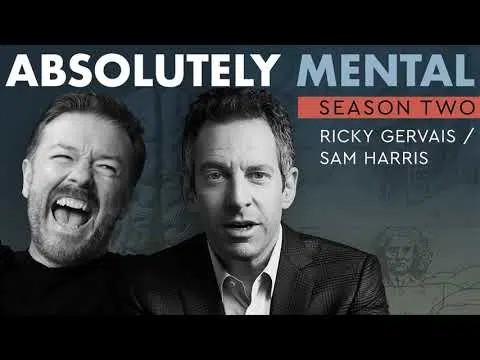 ABSOLUTELY MENTAL
SEASON TWO
RICKY GERVAIS /
SAM HARRIS